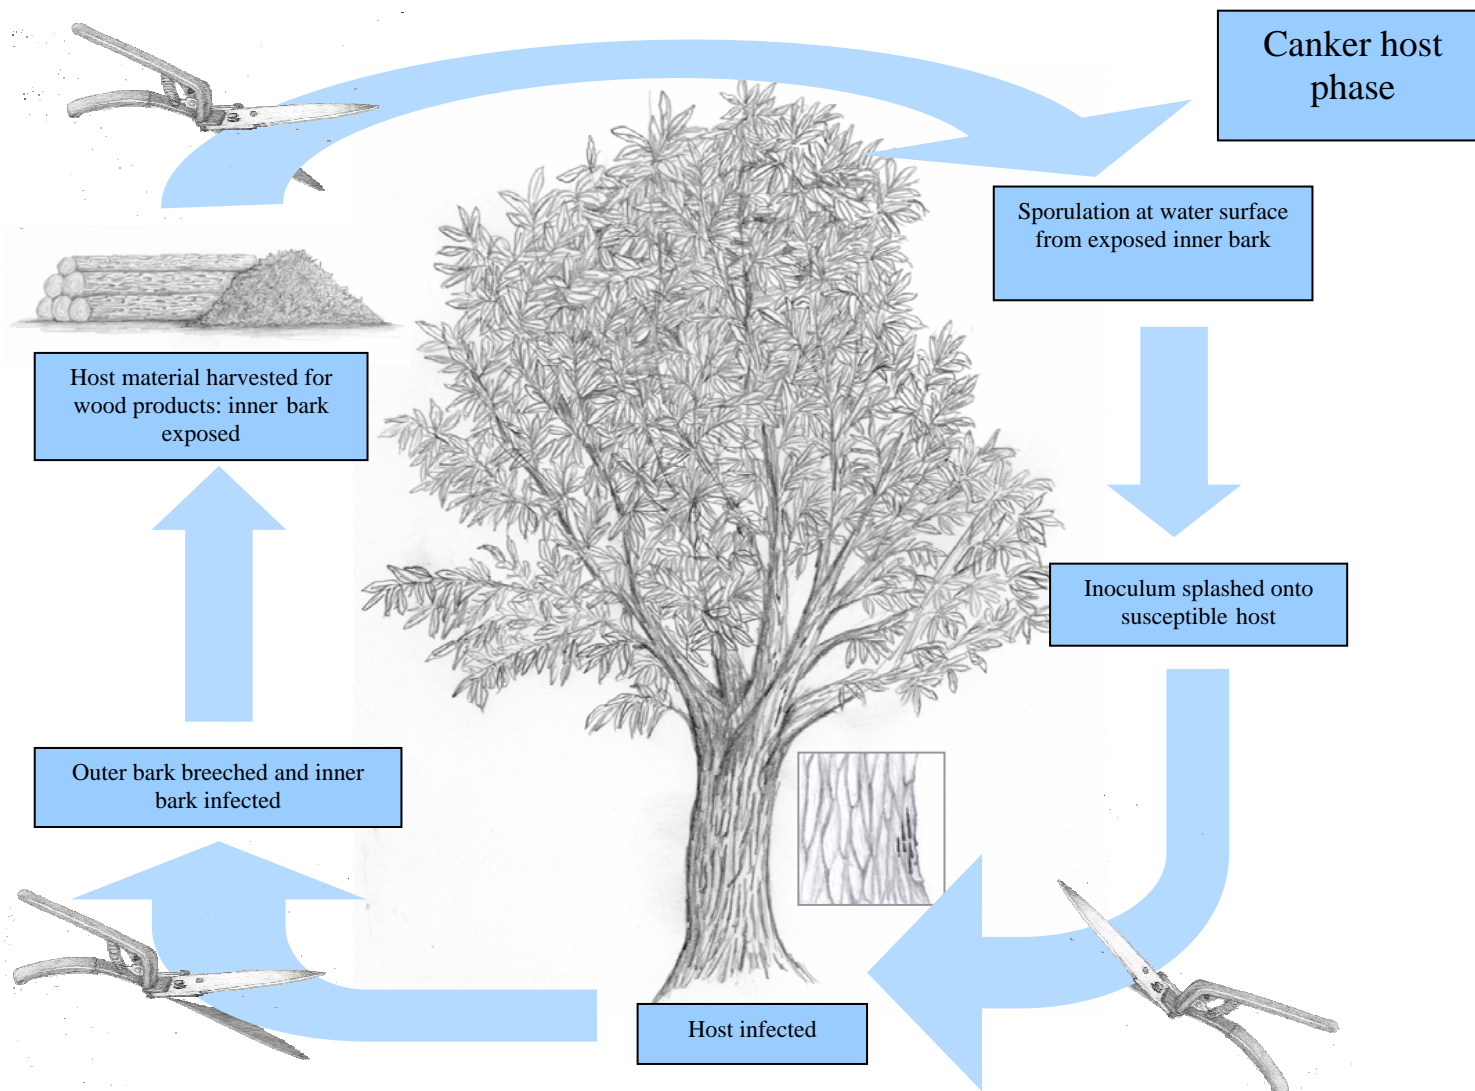 Canker host
phase
Sporulation at water surface
from exposed inner bark
Inoculum splashed onto
susceptible host
Host infected
Outer bark breeched and inner
bark infected
Host material harvested for
wood products: inner bark
exposed